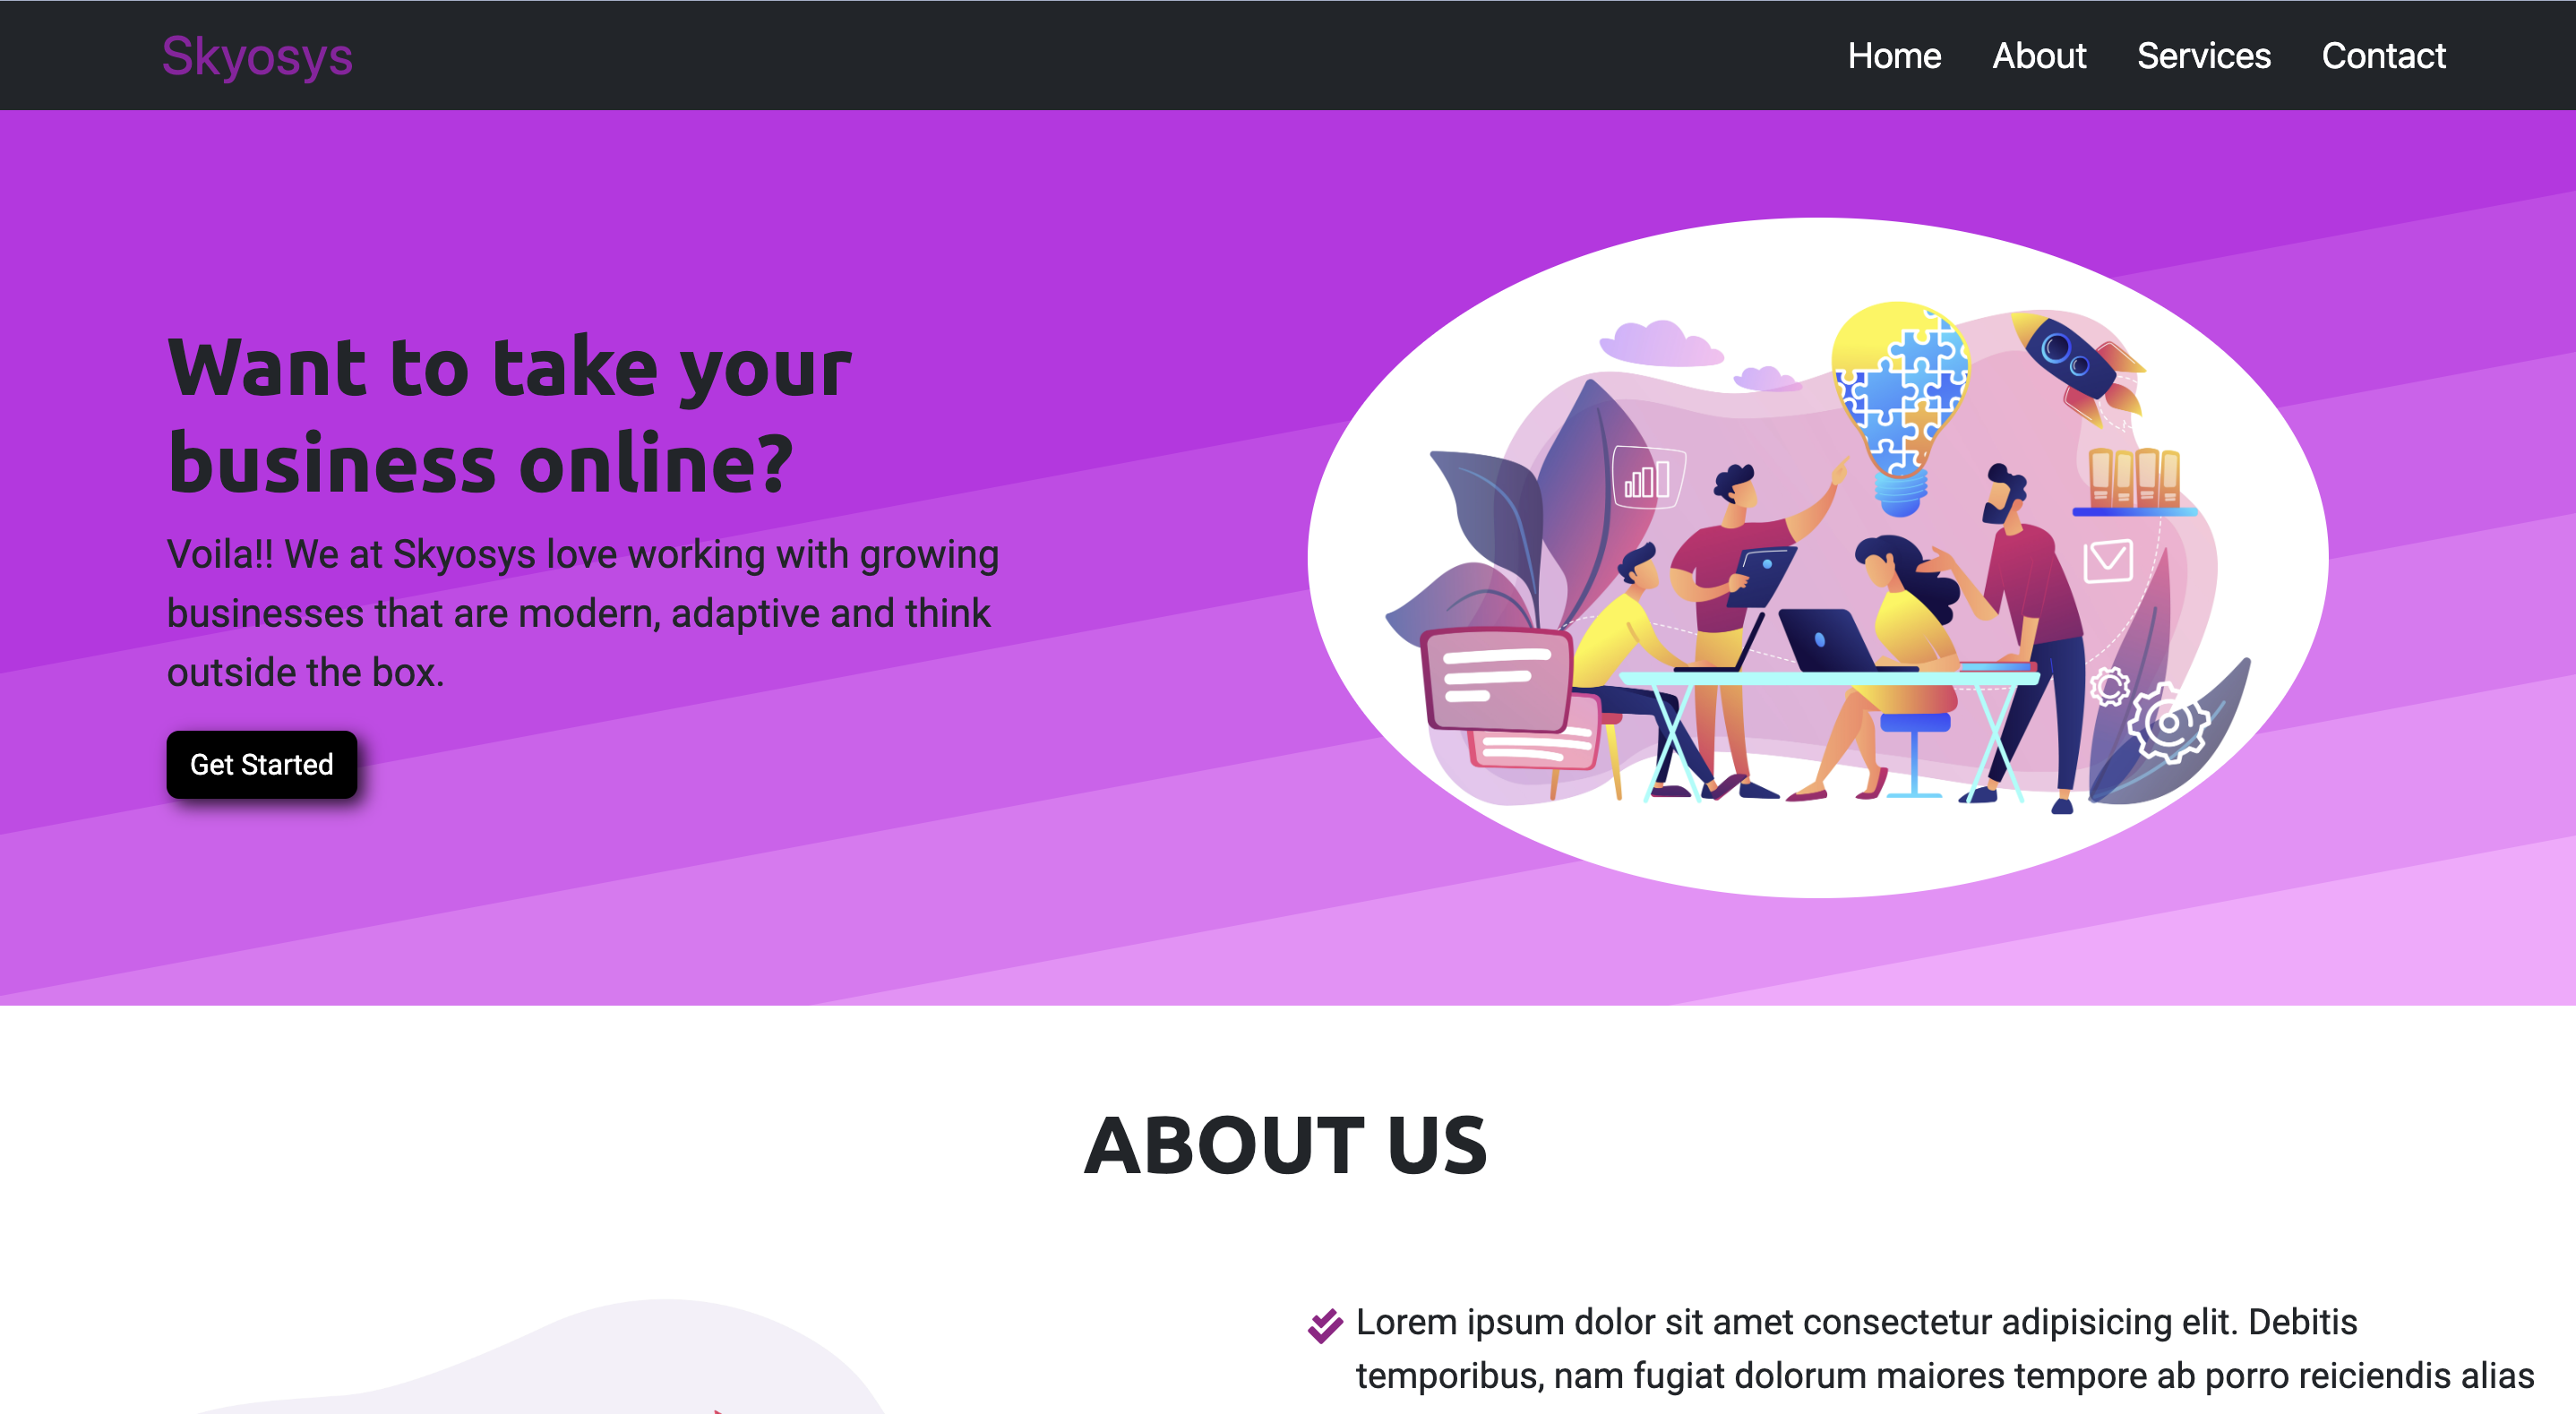 Skyosys
Home About Services Contact
Want to take your
business online?
Voila!! We at Skyosys love working with growing
businesses that are modern, adaptive and think
outside the box.
Get Started
ABOUT US
Lorem ipsum dolor sit amet consectetur adipisicing elit. Debitis
temporibus, nam fugiat dolorum maiores tempore ab porro reiciendis alias